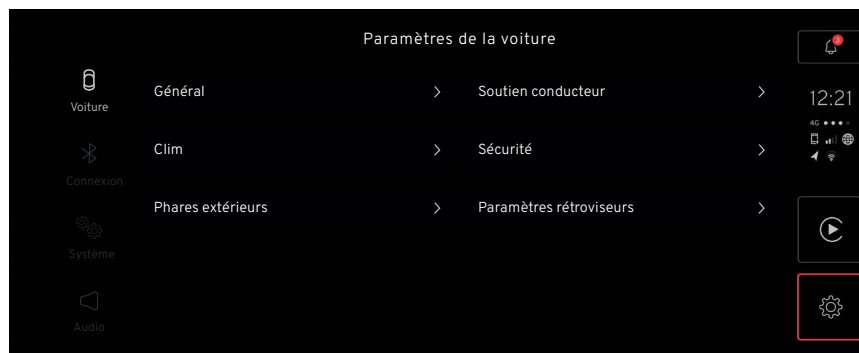 Paramètres de la voiture
3
Voiture
Général
Soutien conducteur
12:21
4G
Connexion
Clim
Sécurité
Système
Phares extérieurs
Paramètres rétroviseurs
Audio